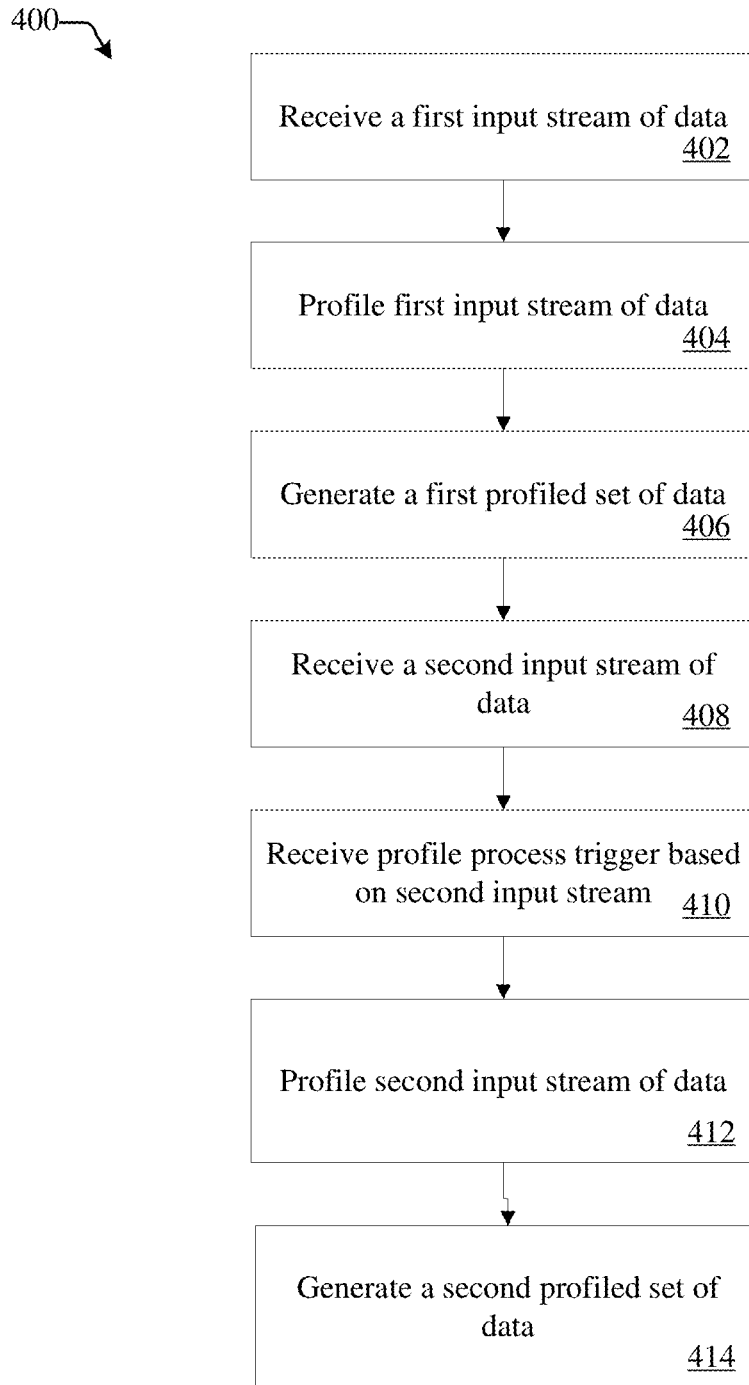 400
Receive a first input stream of data
402
Profile first input stream of data
404
Generate a first profiled set of data
406
Receive a second input stream of
data
408
Receive profile process trigger based
on second input stream
410
Profile second input stream of data
412
Generate a second profiled set of
data
414